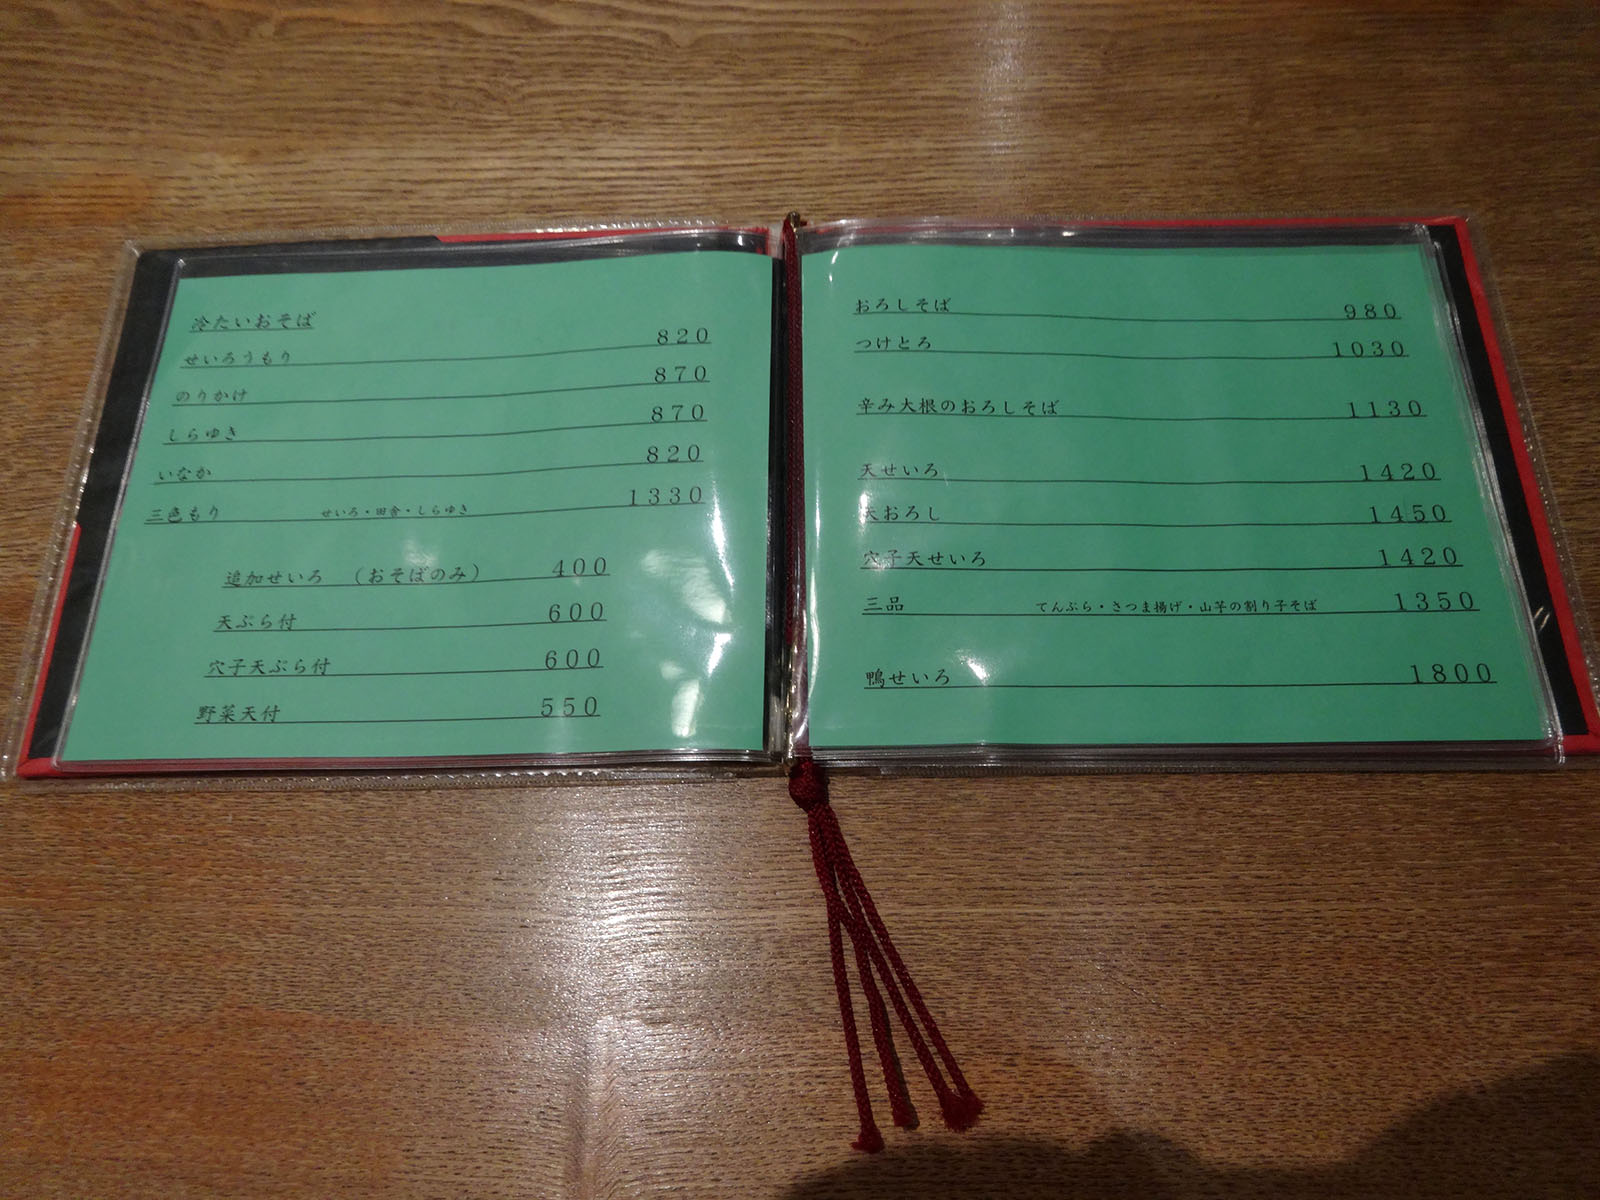 冷たいおそば
せいろうもり 820
のりかけ 870
しらゆき 870
いなか 820
三色もり せいろ・田舎・しらゆき 1330
追加せいろ (おそばのみ) 400
天ぷら付 600
穴子天ぷら付 600
野菜天付 550
おろしそば 980
つけとろ 1030
辛み大根のおろしそば 1130
天せいろ 1420
天おろし 1450
穴子天せいろ 1420
三品 てんぷら・さつま揚げ・山芋の割り子そば 1350
鴨せいろ 1800